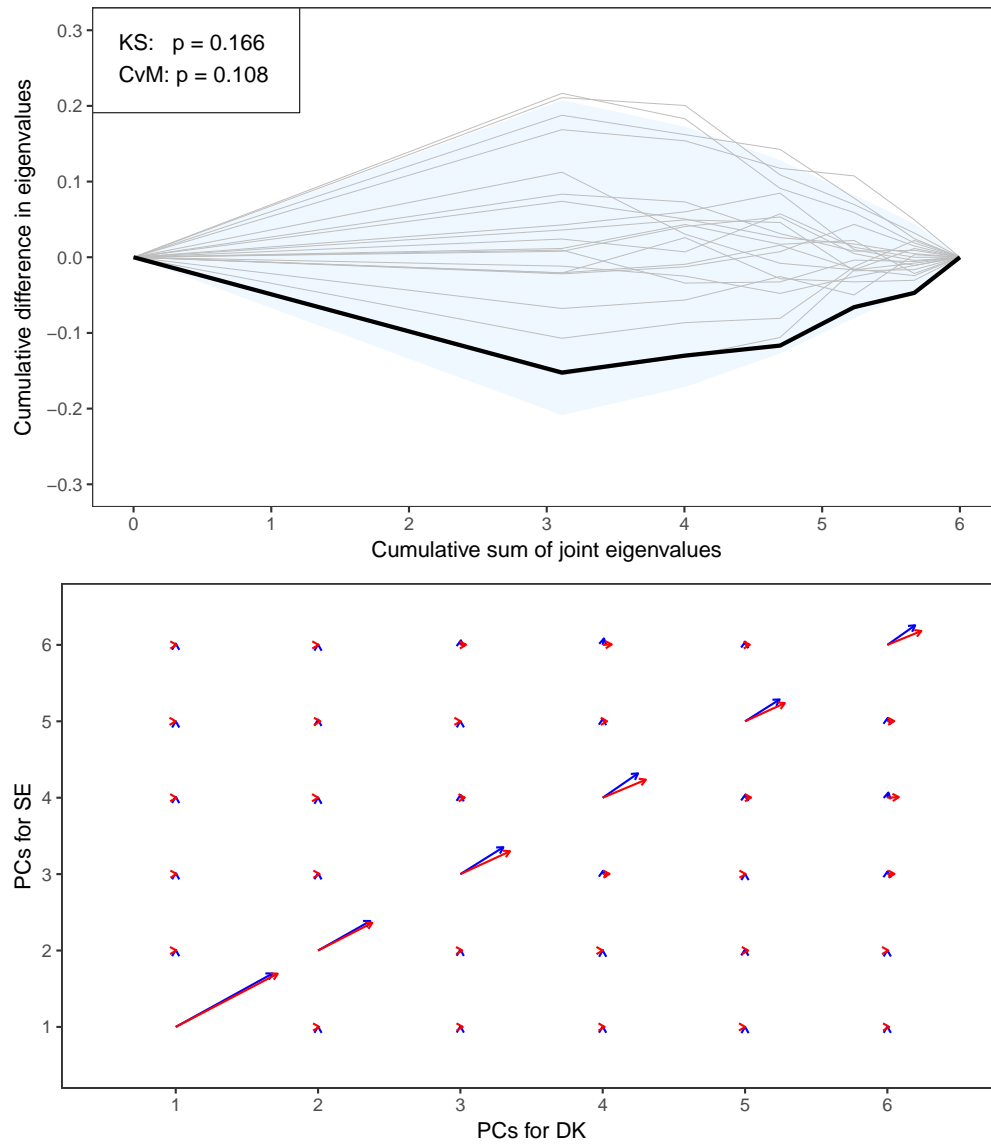 KS: p = 0.166
CvM: p = 0.108
Cumulative difference in eigenvalues
0.3
0.2
0.1
0.0
−0.1
−0.2
−0.3
0 1 2 3 4 5 6
Cumulative sum of joint eigenvalues
PCs for SE
6
5
4
3
2
1
1 2 3 4 5 6
PCs for DK